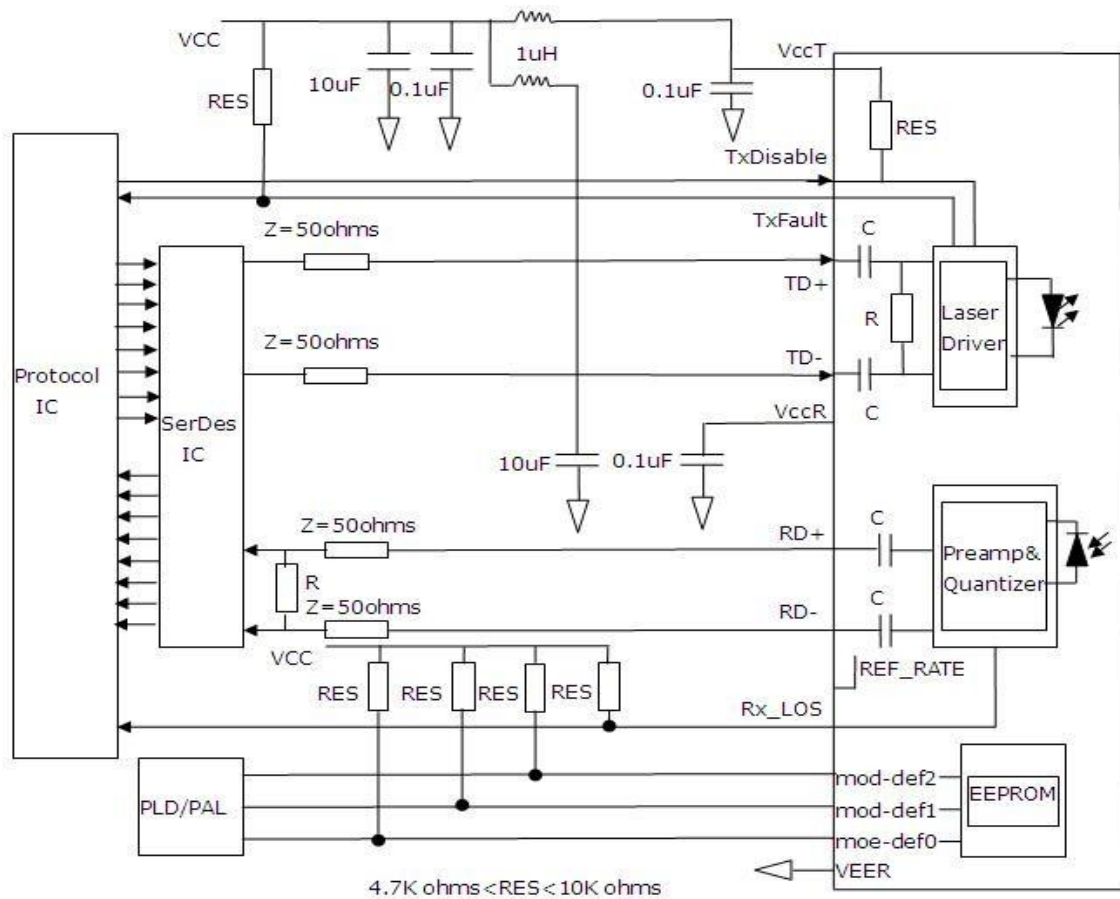 VCC
1uH
VccT
10uF
0.1uF
0.1uF
RES
RES
TxDisable
TxFault
Z=50ohms
C
TD+
Laser
Driver
R
Z=50ohms
TD-
Protocol
IC
C
VccR
SerDes
IC
10uF
0.1uF
Z=50ohms
RD+
C
Preamp&
Quantizer
R
Z=50ohms
RD-
C
VCC
REF_RATE
RES
RES
RES
RES
Rx_LOS
mod-def2
EEPROM
PLD/PAL
mod-def1
moe-def0
VEER
4.7K ohms<RES<10K ohms